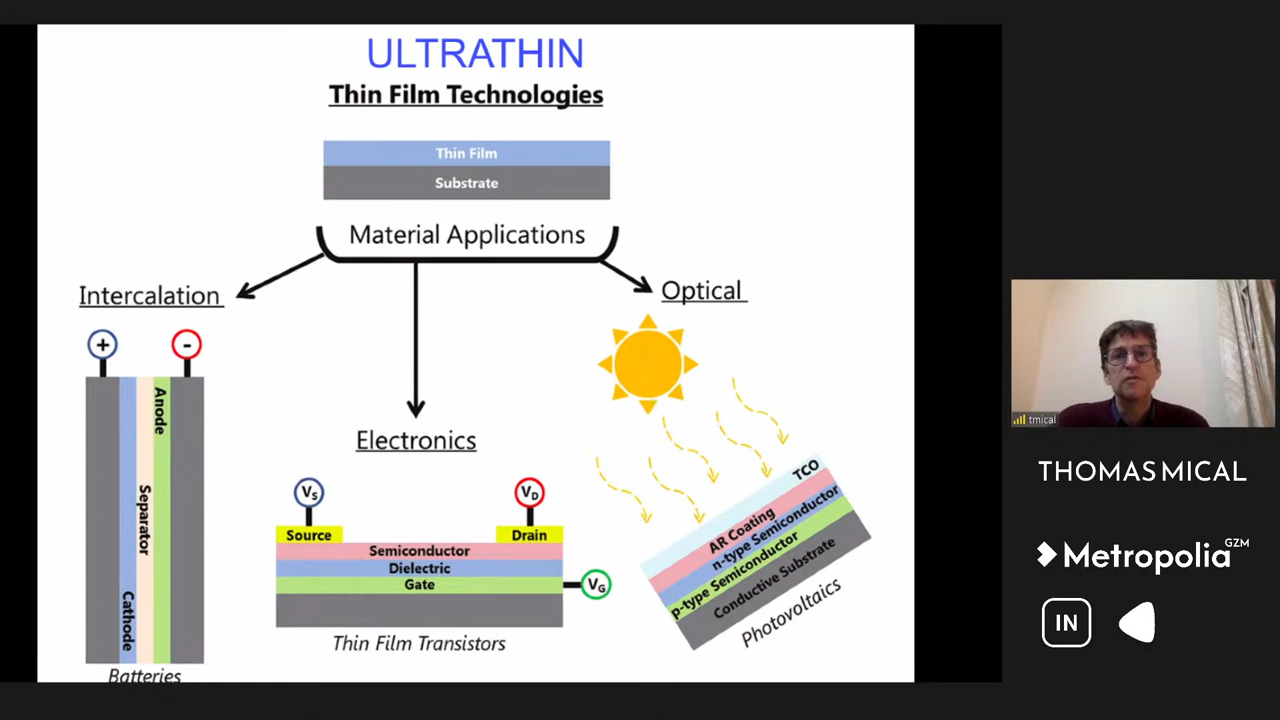 ULTRATHIN
Thin Film Technologies
Thin Film
Substrate
Material Applications
Intercalation
+
-
Anode
Separator
Cathode
Batteries
Electronics
VS
VD
Source
Drain
Semiconductor
Dielectric
Gate
VG
Thin Film Transistors
Optical
TCO
AR Coating
n-type Semiconductor
p-type Semiconductor
Conductive Substrate
Photovoltaics
tmical
THOMAS MICAL
Metropolia GZM
IN